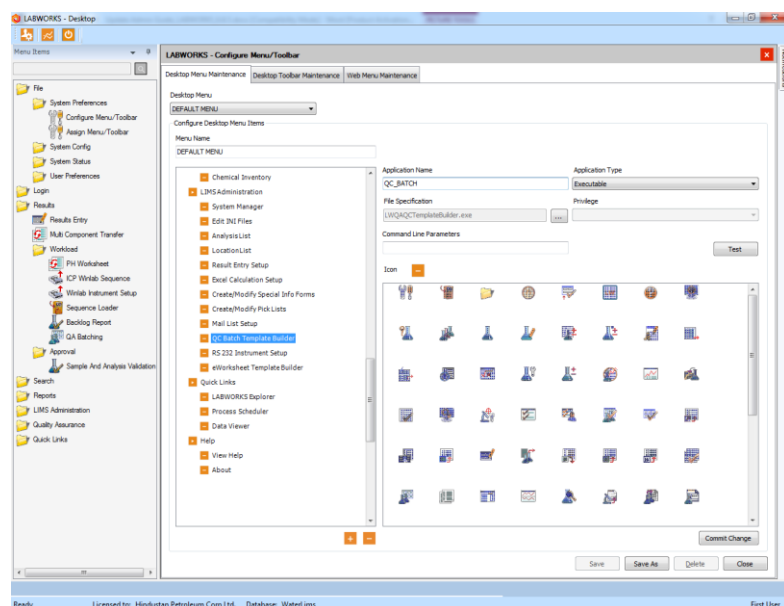 LABWORKS - Desktop
Menu Items
File
System Preferences
Configure Menu/Toolbar
Assign Menu/Toolbar
System Config
System Status
User Preferences
Login
Results
Results Entry
Multi Component Transfer
Workload
PH Worksheet
ICP Winlab Sequence
Winlab Instrument Setup
Sequence Loader
Backlog Report
QA Batching
Approval
Sample And Analysis Validation
Search
Reports
LIMS Administration
Quality Assurance
Quick Links
LABWORKS - Configure Menu/Toolbar
Desktop Menu Maintenance Desktop Toolbar Maintenance Web Menu Maintenance
Desktop Menu
DEFAULT MENU
Configure Desktop Menu Items
Menu Name
DEFAULT MENU
Chemical Inventory
LIMSAdministration
System Manager
Edit INI Files
AnalysisList
LocationList
Result Entry Setup
Excel Calculation Setup
Create/Modify Special Info Forms
Create/Modify Pick Lists
Mail List Setup
QC Batch Template Builder
RS 232 Instrument Setup
eWorksheet TemplateBuilder
Quick Links
LABWORKS Explorer
Process Scheduler
Data Viewer
Help
View Help
About
Application Name
QC_BATCH
Application Type
Executable
File Specification
LWQAQCTemplateBuilder.exe
...
Privilege
Command Line Parameters
Test
Icon
Commit Change
Save Save As Delete Close
Ready Licensed to: Hindustan Petroleum Corp Ltd. Database: WaterLims First User